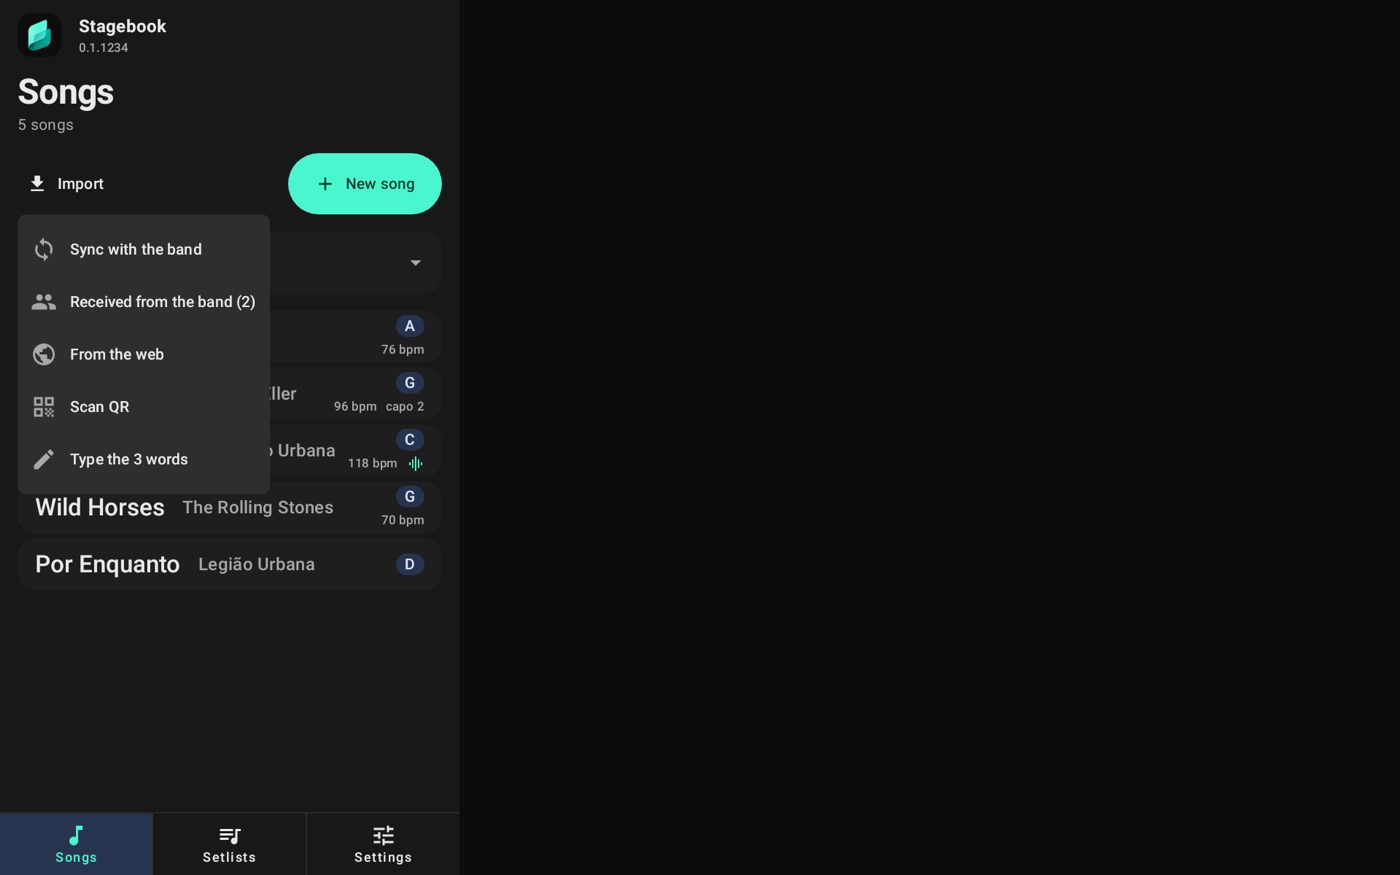 Stagebook
0.1.1234
Songs
5 songs
Import
New song
Sync with the band
Received from the band (2)
From the web
Scan QR
Type the 3 words
A
76 bpm
G
96 bpm capo 2
Urbana
C
118 bpm
Wild Horses The Rolling Stones
G
70 bpm
Por Enquanto Legião Urbana
D
Songs
Setlists
Settings